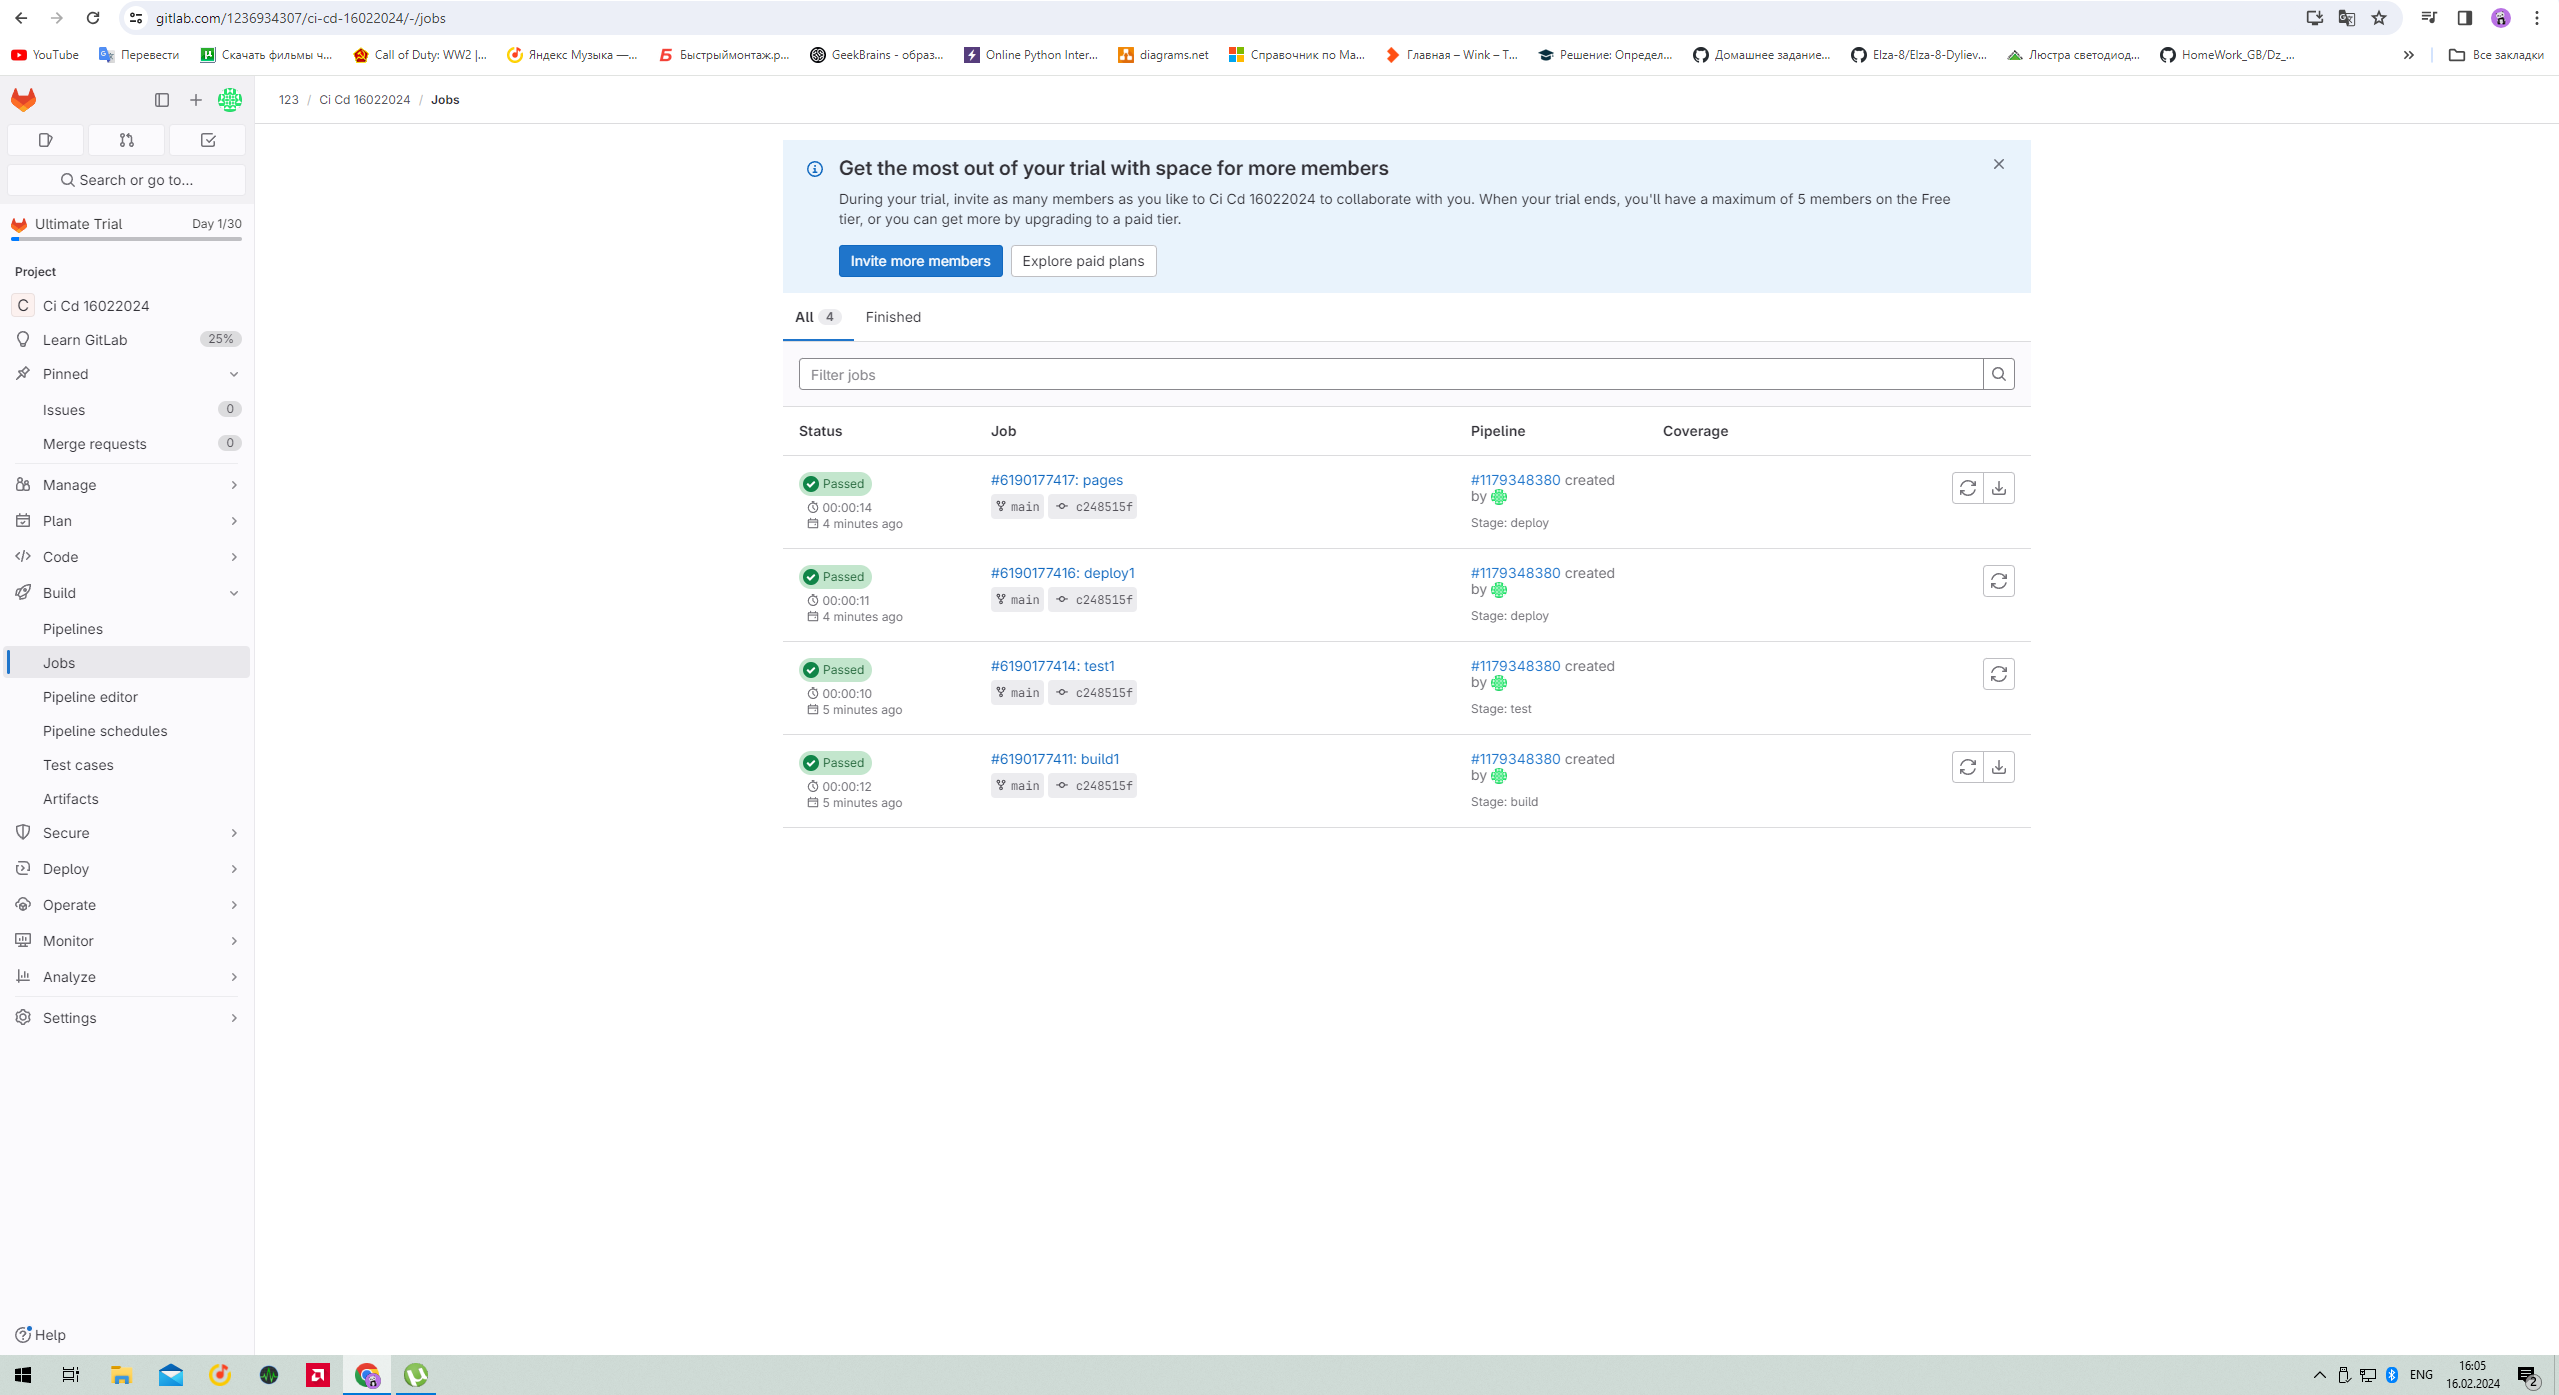 gitlab.com/1236934307/ci-cd-16022024/-/jobs
YouTube Перевести Скачать фильмы ч... Call of Duty: WW2 |... Яндекс Музыка —... Быстрыймонтаж.р... GeekBrains - образ... Online Python Inter... diagrams.net Справочник по Ma... Главная – Wink – Т... Решение: Определ... Домашнее задание... Elza-8/Elza-8-Dyliev... Люстра светодиод... HomeWork_GB/Dz_... Все закладки
123 / Ci Cd 16022024 / Jobs
Search or go to...
Ultimate Trial Day 1/30
Project
C Ci Cd 16022024
Learn GitLab 25%
Pinned
Issues 0
Merge requests 0
Manage
Plan
Code
Build
Pipelines
Jobs
Pipeline editor
Pipeline schedules
Test cases
Artifacts
Secure
Deploy
Operate
Monitor
Analyze
Settings
Help
Get the most out of your trial with space for more members
During your trial, invite as many members as you like to Ci Cd 16022024 to collaborate with you. When your trial ends, you'll have a maximum of 5 members on the Free
tier, or you can get more by upgrading to a paid tier.
Invite more members Explore paid plans
All 4 Finished
Filter jobs
Status Job Pipeline Coverage
Passed #6190177417: pages #1179348380 created
by
00:00:14 main c248515f
4 minutes ago Stage: deploy
Passed #6190177416: deploy1 #1179348380 created
by
00:00:11 main c248515f
4 minutes ago Stage: deploy
Passed #6190177414: test1 #1179348380 created
by
00:00:10 main c248515f
5 minutes ago Stage: test
Passed #6190177411: build1 #1179348380 created
by
00:00:12 main c248515f
5 minutes ago Stage: build
ENG 16:05
16.02.2024
2